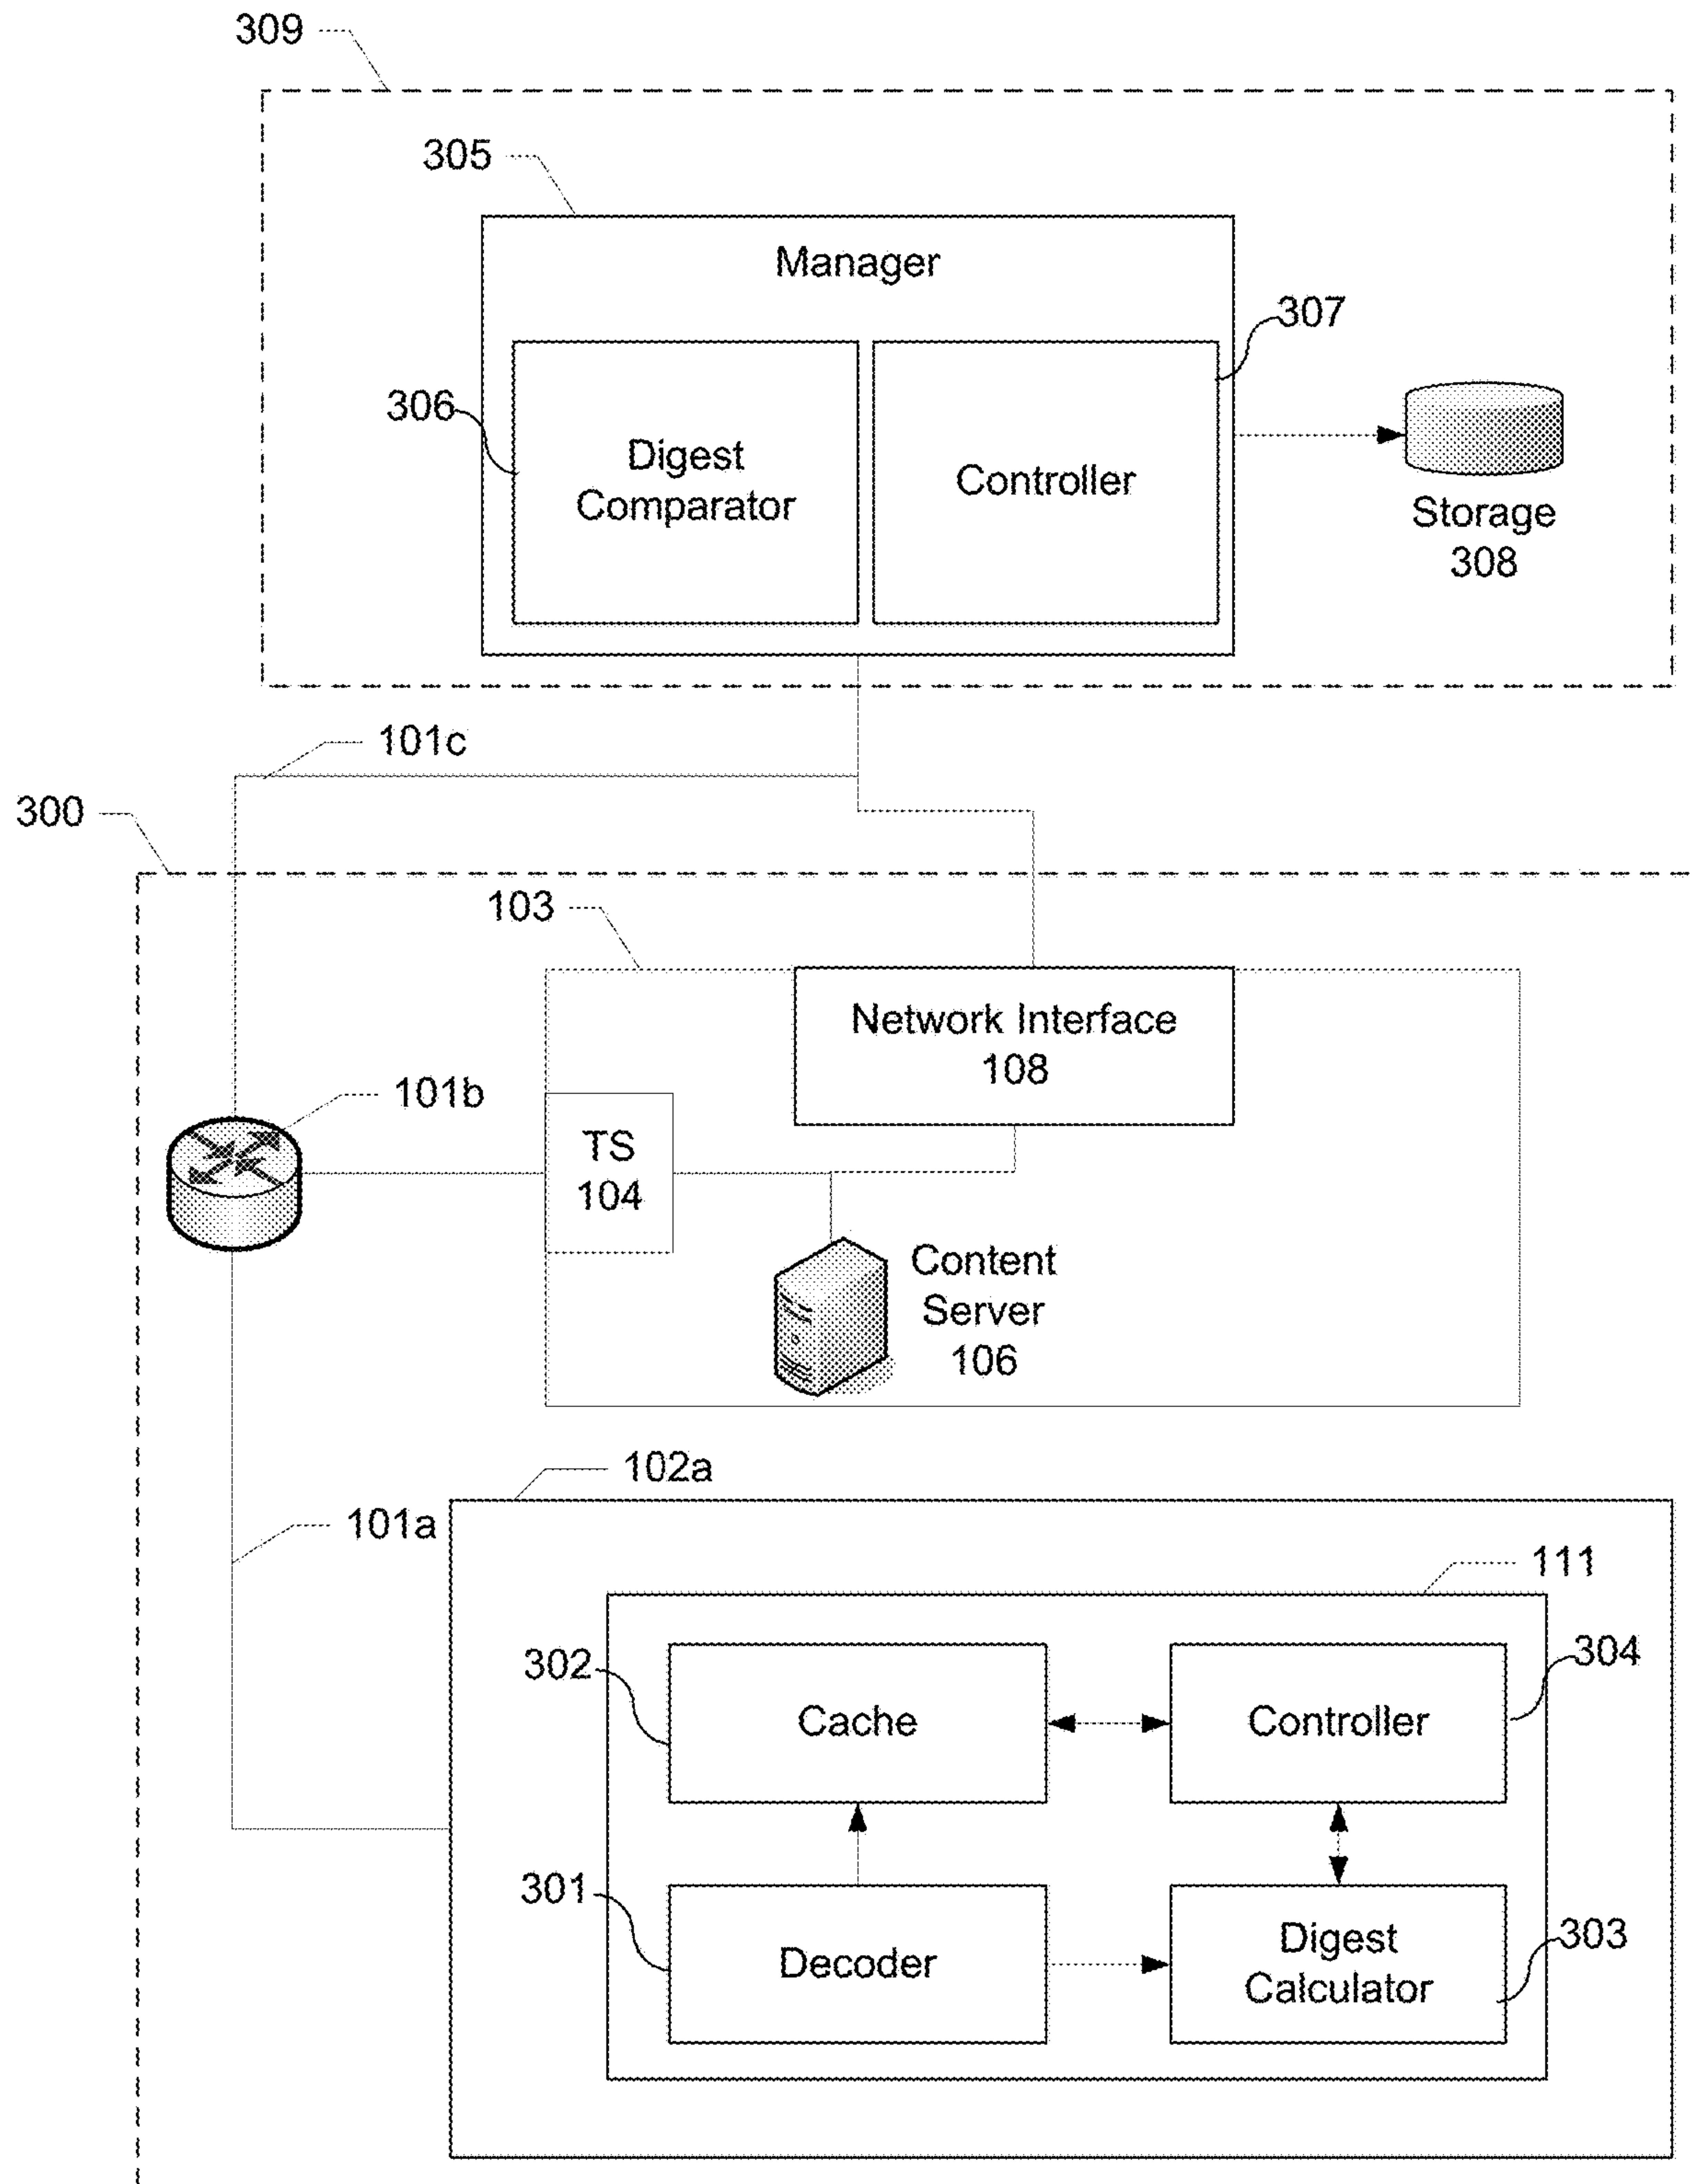 309
305
Manager
307
306
Digest
Comparator
Controller
Storage
308
101c
300
103
Network Interface
108
101b
TS
104
Content
Server
106
102a
101a
111
302
304
Cache
Controller
301
303
Decoder
Digest
Calculator